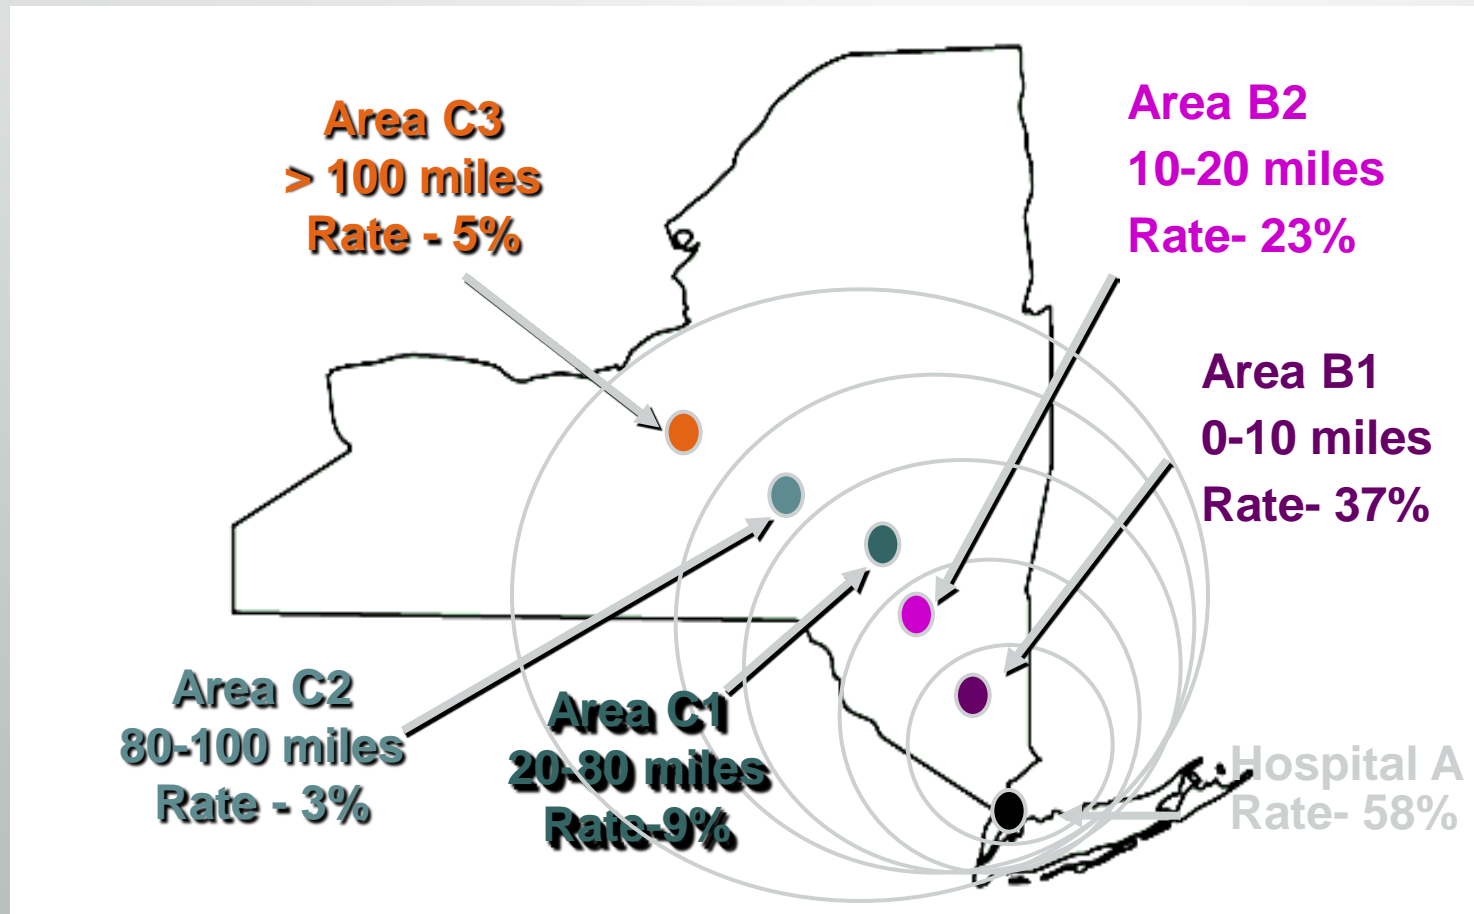 Area C3
> 100 miles
Rate - 5%
Area B2
10-20 miles
Rate- 23%
Area B1
0-10 miles
Rate- 37%
Area C2
80-100 miles
Rate - 3%
Area C1
20-80 miles
Rate-9%
Hospital A
Rate- 58%